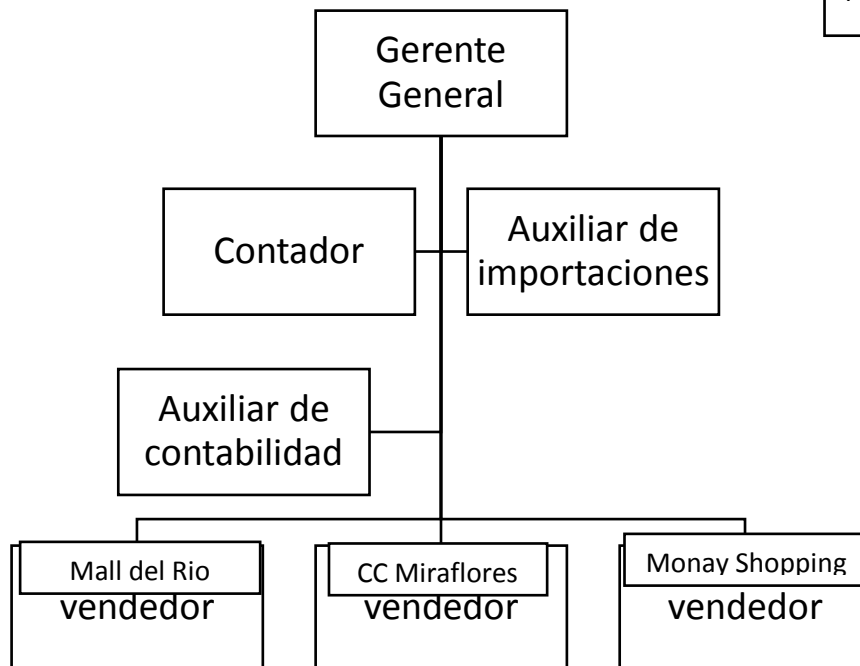 Gerente
General
Contador
Auxiliar de
importaciones
Auxiliar de
contabilidad
Mall del Rio
vendedor
CC Miraflores
vendedor
Monay Shopping
vendedor